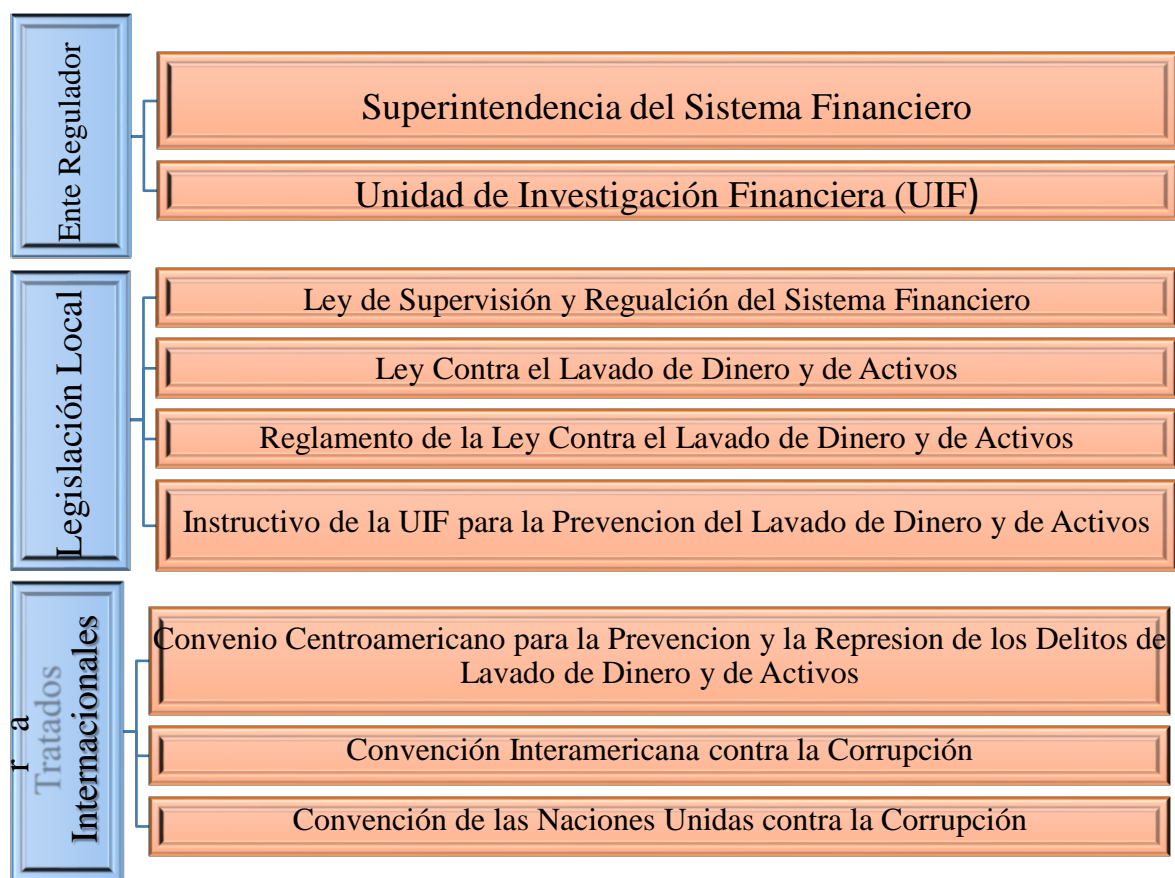 Ente Regulador
Superintendencia del Sistema Financiero
Unidad de Investigación Financiera (UIF)
Legislación Local
Ley de Supervisión y Regualción del Sistema Financiero
Ley Contra el Lavado de Dinero y de Activos
Reglamento de la Ley Contra el Lavado de Dinero y de Activos
Instructivo de la UIF para la Prevencion del Lavado de Dinero y de Activos
r a
Tratados
Internacionales
Convenio Centroamericano para la Prevencion y la Represion de los Delitos de
Lavado de Dinero y de Activos
Convención Interamericana contra la Corrupción
Convención de las Naciones Unidas contra la Corrupción